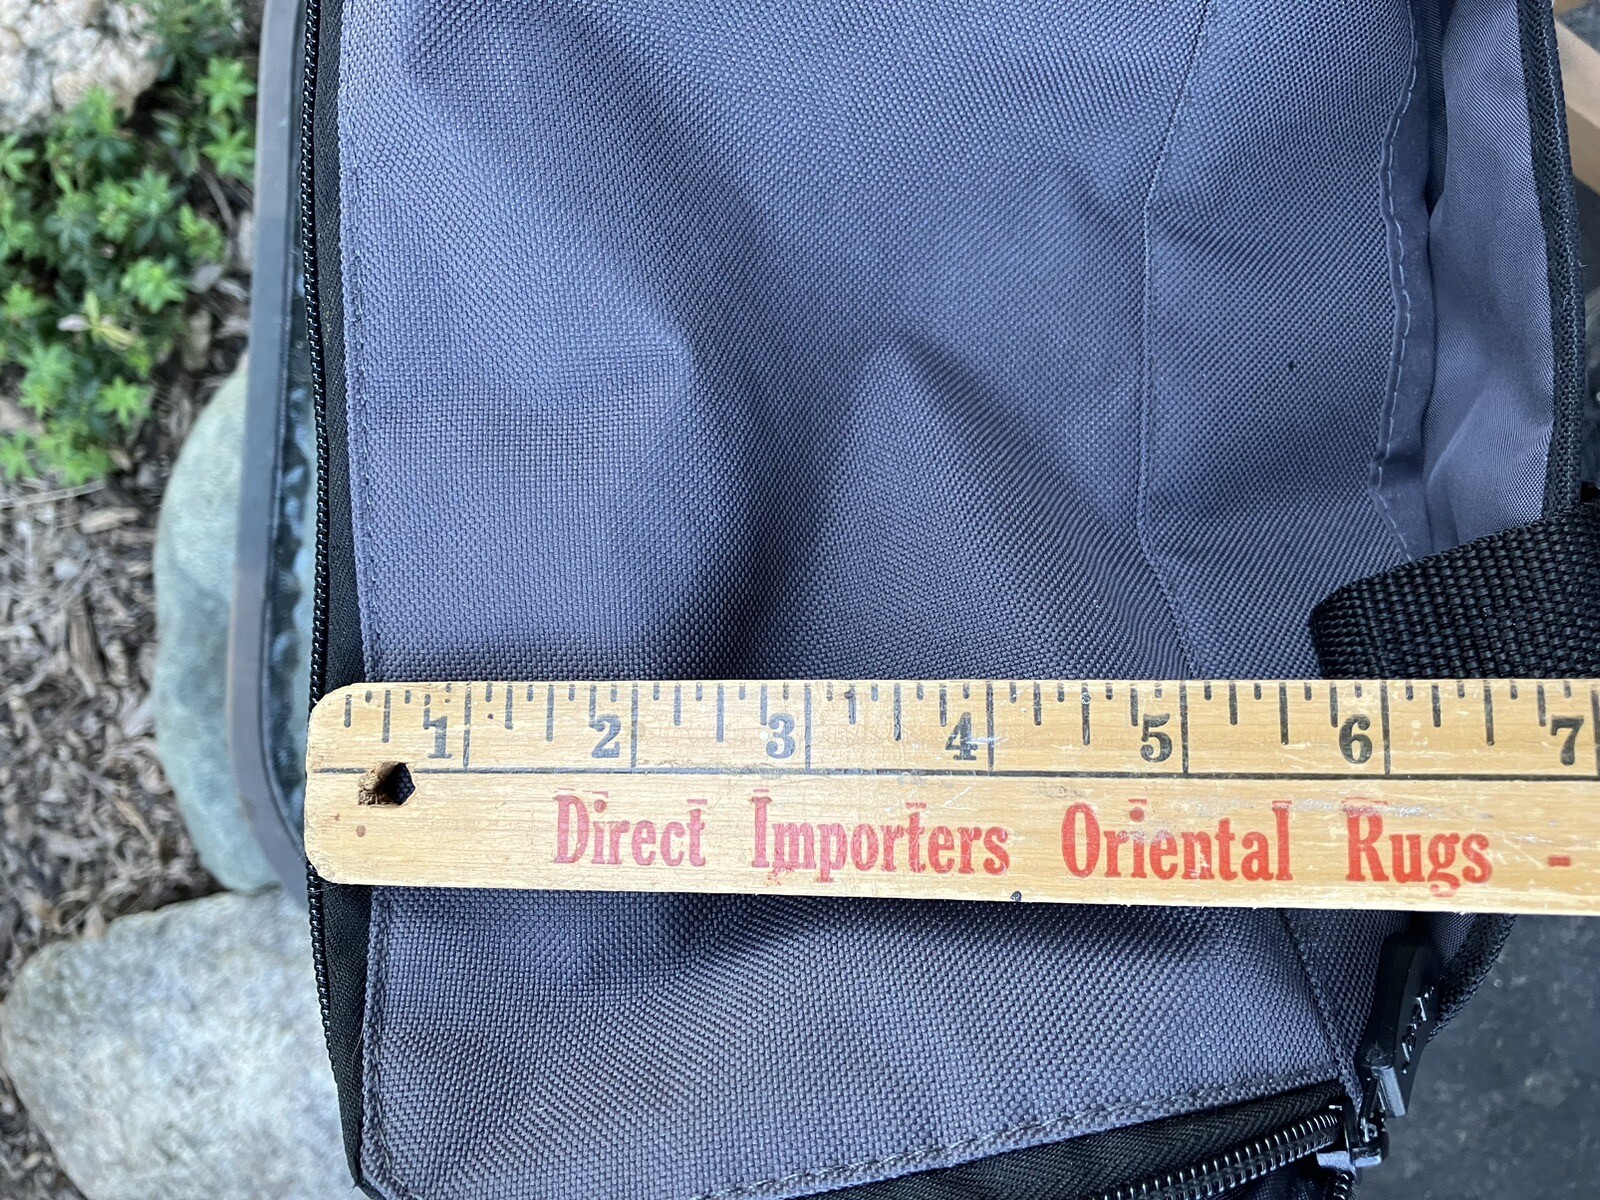 1 2 3 4 5 6 7
Direct Importers Oriental Rugs -